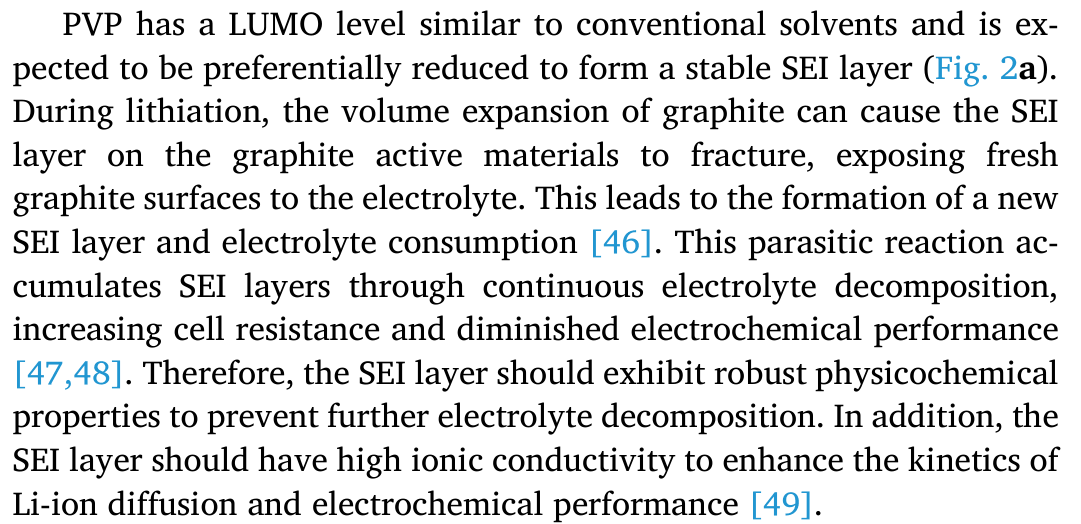 PVP has a LUMO level similar to conventional solvents and is ex-
pected to be preferentially reduced to form a stable SEI layer (Fig. 2a).
During lithiation, the volume expansion of graphite can cause the SEI
layer on the graphite active materials to fracture, exposing fresh
graphite surfaces to the electrolyte. This leads to the formation of a new
SEI layer and electrolyte consumption [46]. This parasitic reaction ac-
cumulates SEI layers through continuous electrolyte decomposition,
increasing cell resistance and diminished electrochemical performance
[47,48]. Therefore, the SEI layer should exhibit robust physicochemical
properties to prevent further electrolyte decomposition. In addition, the
SEI layer should have high ionic conductivity to enhance the kinetics of
Li-ion diffusion and electrochemical performance [49].